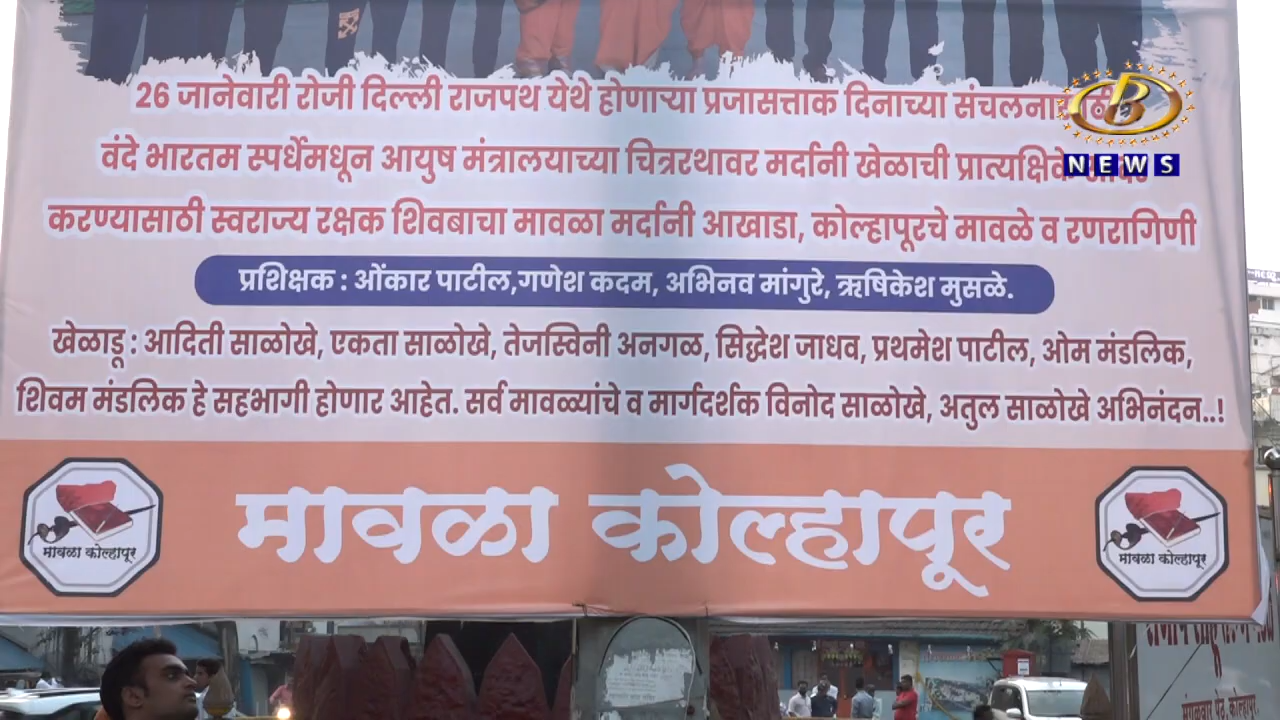 26 जानेवारी रोजी दिल्ली राजपथ येथे होणाऱ्या प्रजासत्ताक दिनाच्या
वंदे भारतम स्पर्धेमधून आयुष मंत्रालयाच्या चित्ररथावर मर्दानी खेळाची
करण्यासाठी स्वराज्य रक्षक शिवबाचा मावळा मर्दानी आखाडा, कोल्हापूरचे मावळे व रणरागिणी
प्रशिक्षक : ओंकार पाटील,गणेश कदम, अभिनव मांगुरे, ऋषिकेश मुसळे.
खेळाडू : आदिती साळोखे, एकता साळोखे, तेजस्विनी अनगळ, सिद्धेश जाधव, प्रथमेश पाटील, ओम मंडलिक,
शिवम मंडलिक हे सहभागी होणार आहेत. सर्व मावळ्यांचे व मार्गदर्शक विनोद साळोखे, अतुल साळोखे अभिनंदन..!
मावळा कोल्हापूर
मावळा कोल्हापूर
मावळा कोल्हापूर
B
NEWS